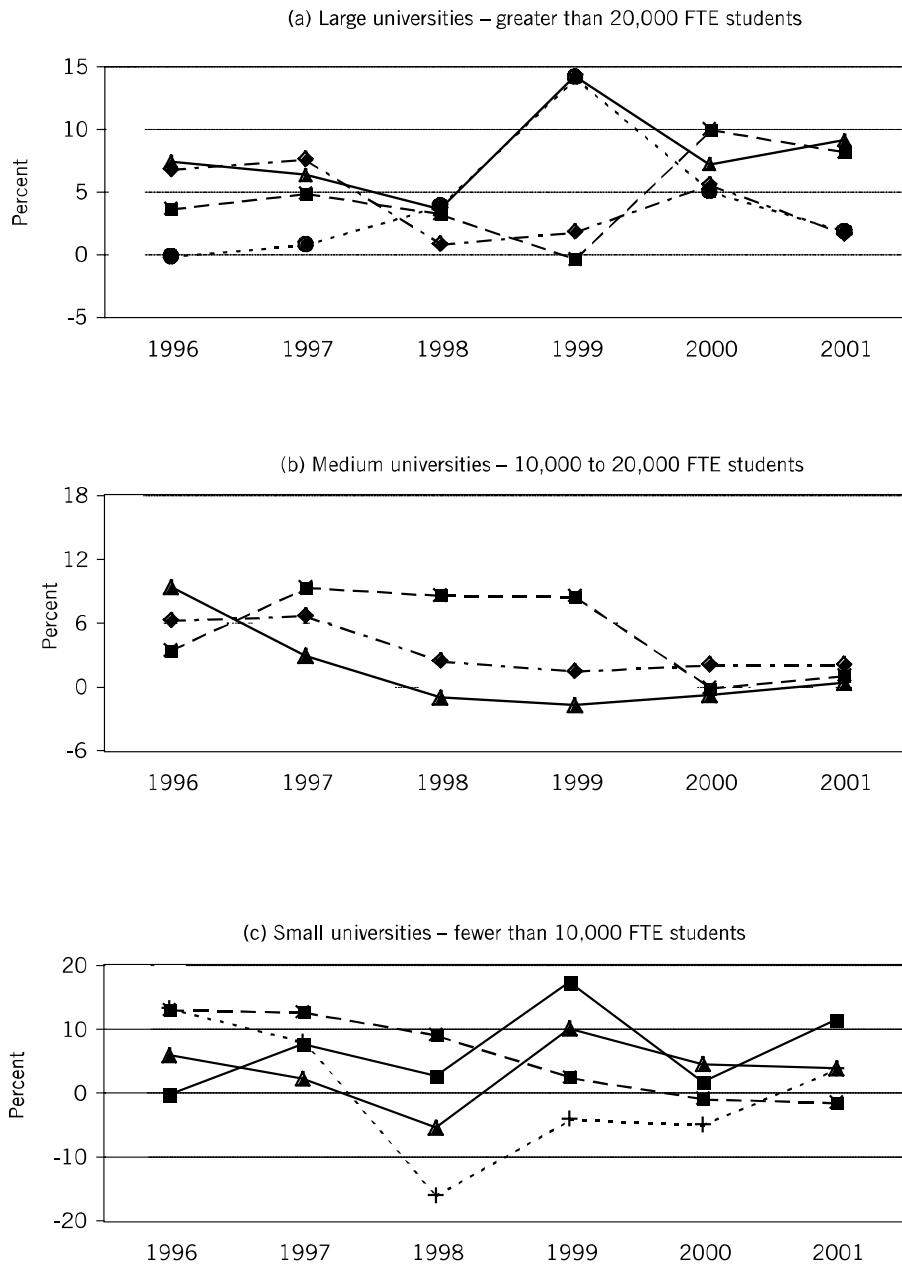 (a) Large universities – greater than 20,000 FTE students
15
10
5
0
-5
Percent
1996 1997 1998 1999 2000 2001
(b) Medium universities – 10,000 to 20,000 FTE students
18
12
6
0
-6
Percent
1996 1997 1998 1999 2000 2001
(c) Small universities – fewer than 10,000 FTE students
20
10
0
-10
-20
Percent
1996 1997 1998 1999 2000 2001